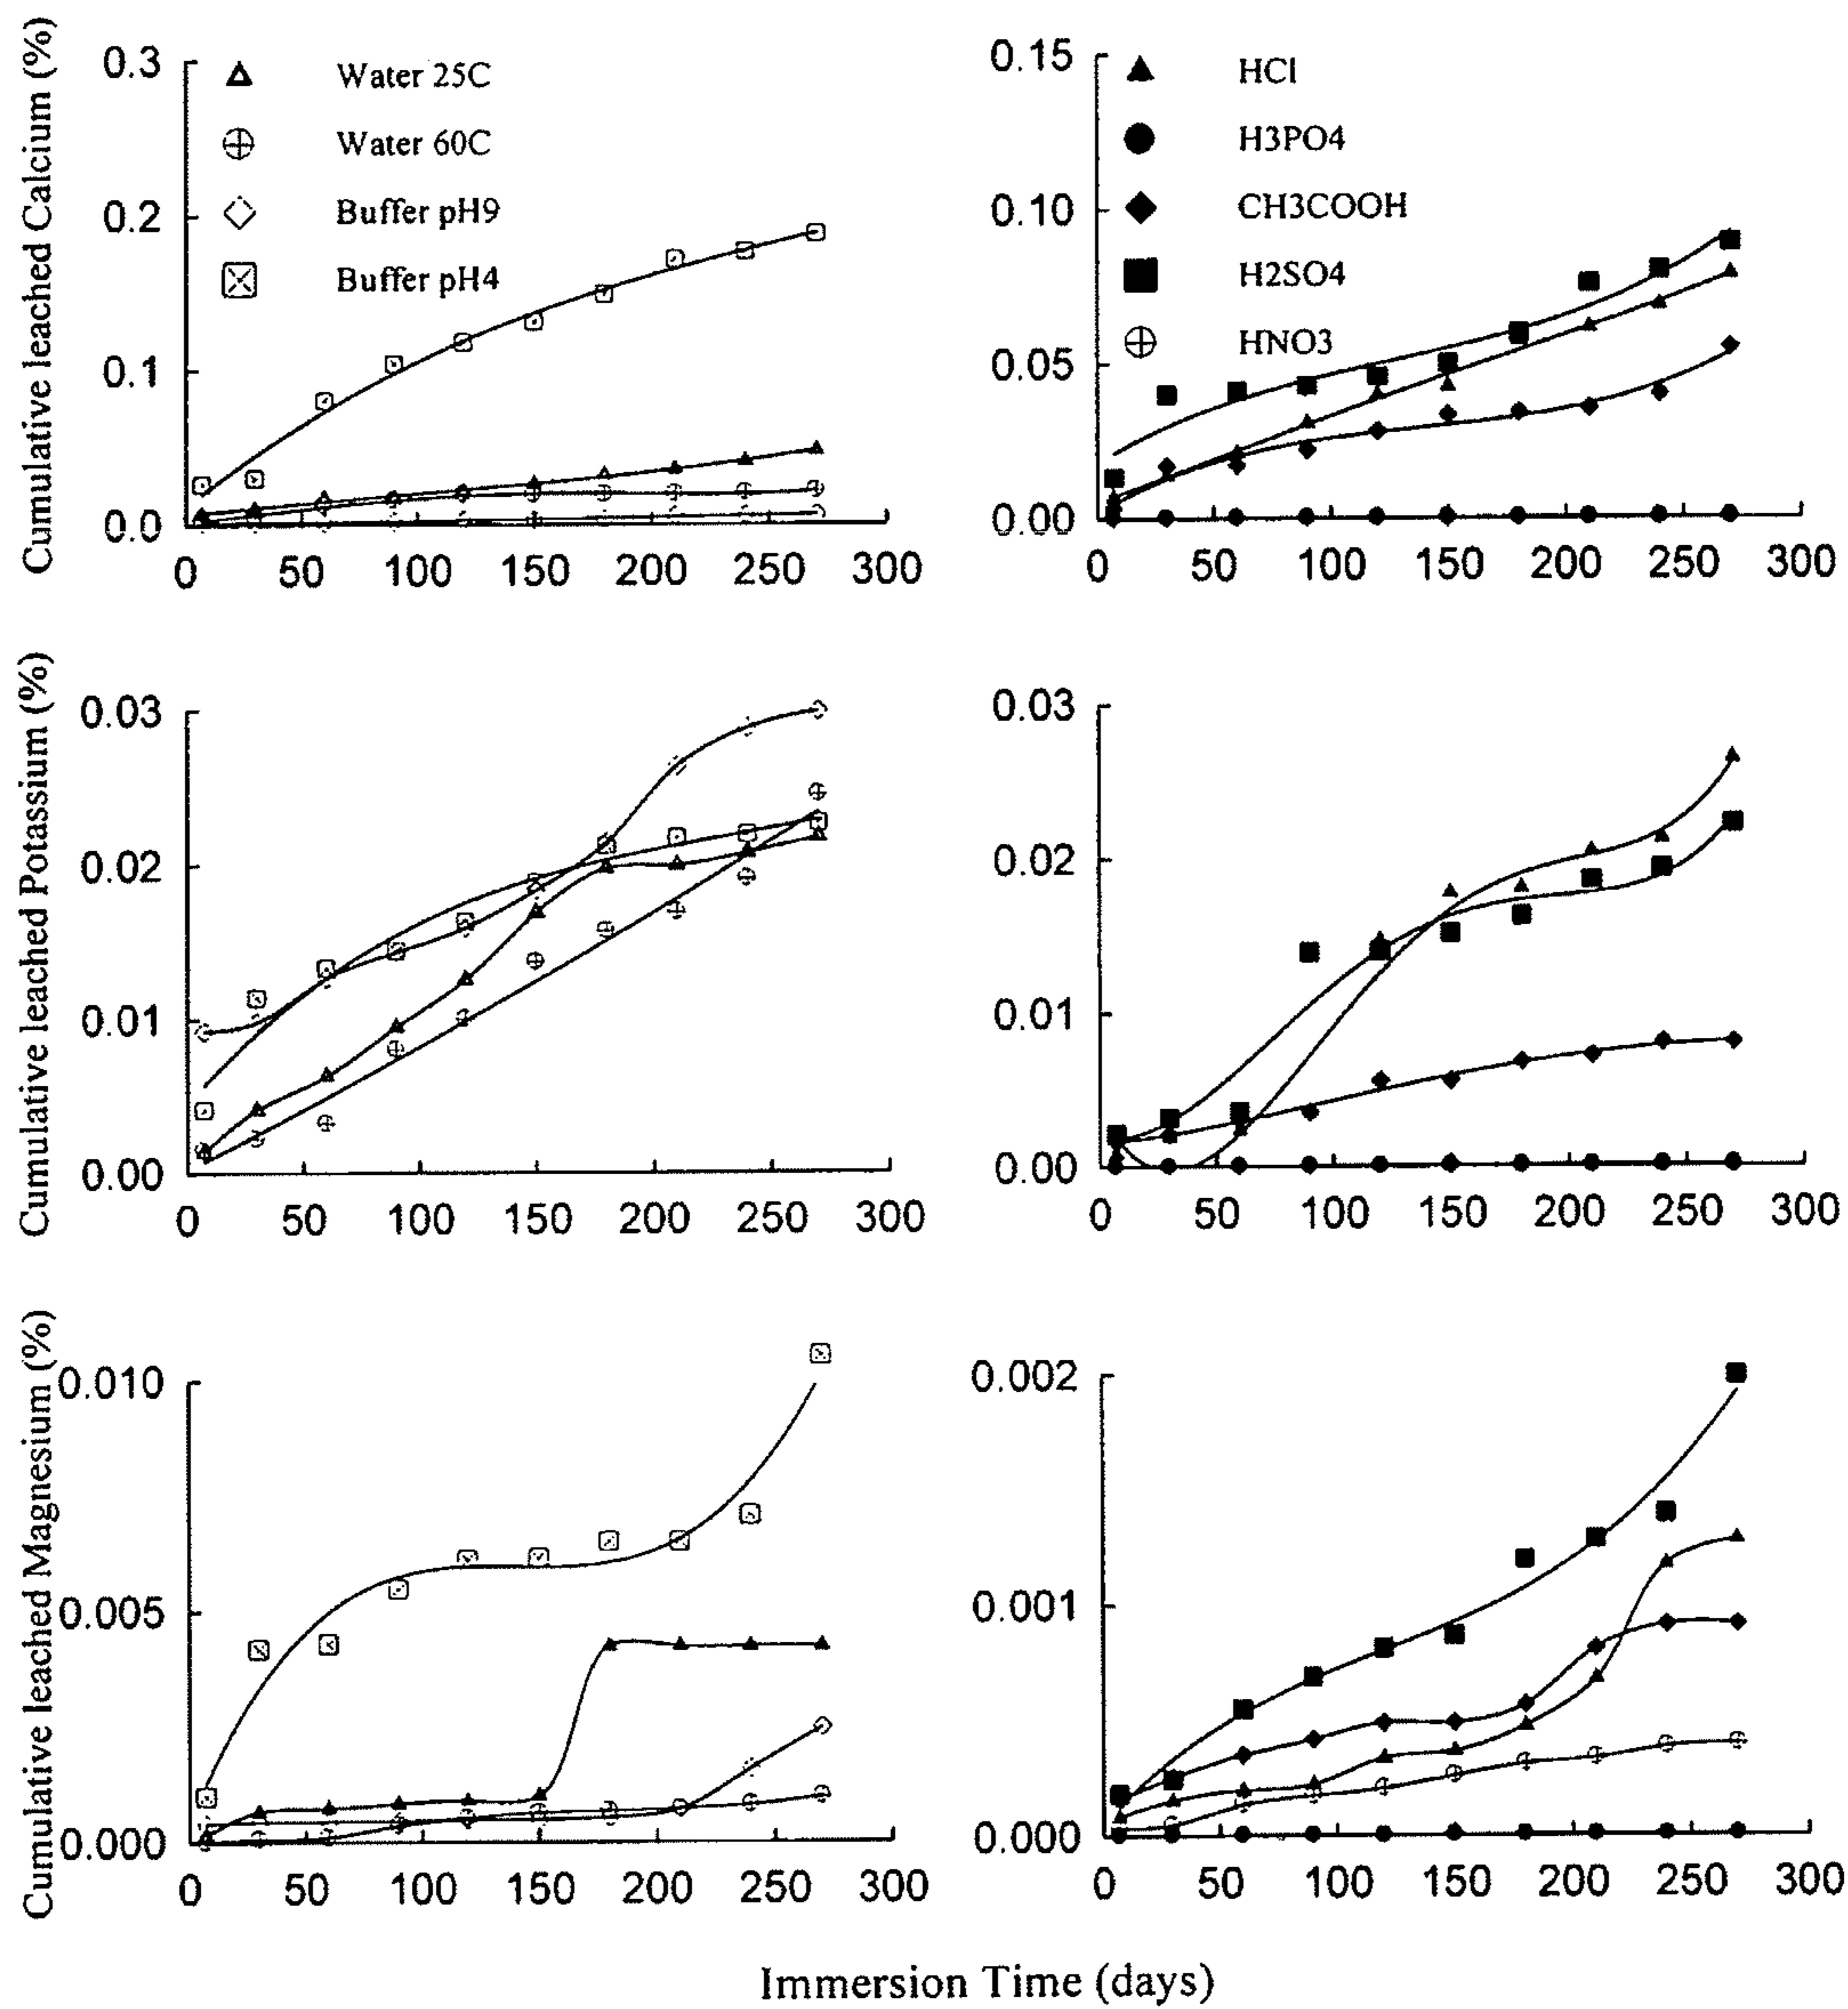 Cumulative leached Calcium (%)
0.3
0.2
0.1
0.0
Water 25C
Water 60C
Buffer pH9
Buffer pH4
0 50 100 150 200 250 300
0.15
0.10
0.05
0.00
HCl
H3PO4
CH3COOH
H2SO4
HNO3
0 50 100 150 200 250 300
Cumulative leached Potassium (%)
0.03
0.02
0.01
0.00
0 50 100 150 200 250 300
0.03
0.02
0.01
0.00
0 50 100 150 200 250 300
Cumulative leached Magnesium (%)
0.010
0.005
0.000
0 50 100 150 200 250 300
0.002
0.001
0.000
0 50 100 150 200 250 300
Immersion Time (days)